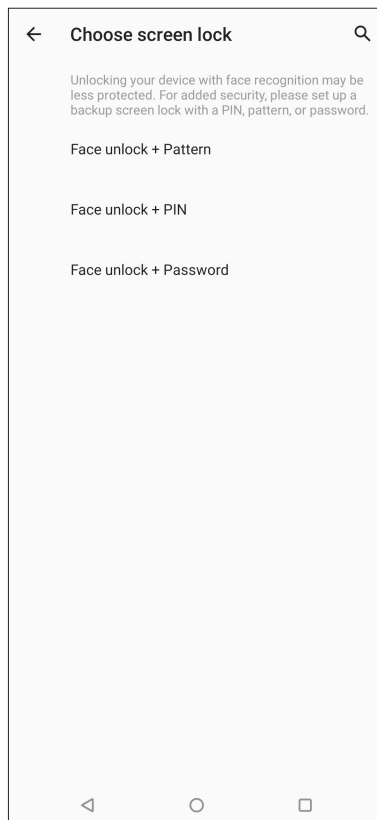 Choose screen lock
Unlocking your device with face recognition may be
less protected. For added security, please set up a
backup screen lock with a PIN, pattern, or password.
Face unlock + Pattern
Face unlock + PIN
Face unlock + Password